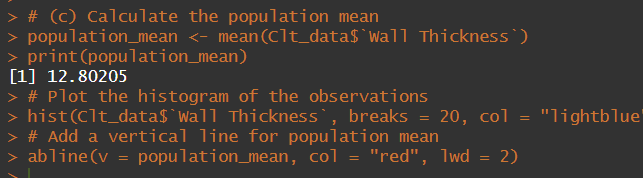 > # (c) Calculate the population mean
> population_mean <- mean(Clt_data$`Wall Thickness`)
> print(population_mean)
[1] 12.80205
> # Plot the histogram of the observations
> hist(Clt_data$`Wall Thickness`, breaks = 20, col = "lightblue
> # Add a vertical line for population mean
> abline(v = population_mean, col = "red", lwd = 2)
>